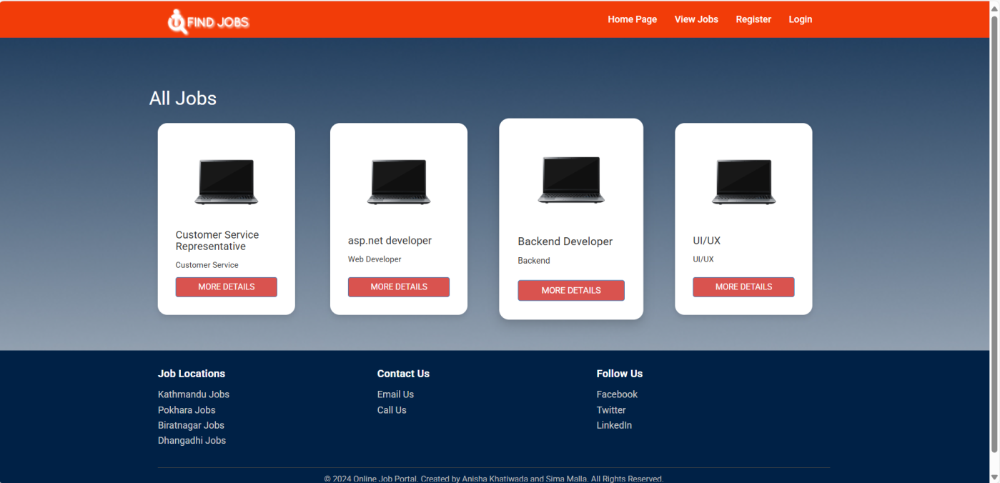 FIND JOBS
Home Page View Jobs Register Login
All Jobs
Customer Service
Representative
Customer Service
MORE DETAILS
asp.net developer
Web Developer
MORE DETAILS
Backend Developer
Backend
MORE DETAILS
UI/UX
UI/UX
MORE DETAILS
Job Locations
Kathmandu Jobs
Pokhara Jobs
Biratnagar Jobs
Dhangadhi Jobs
Contact Us
Email Us
Call Us
Follow Us
Facebook
Twitter
LinkedIn
© 2024 Online Job Portal. Created by Anisha Khatiwada and Sima Malla. All Rights Reserved.